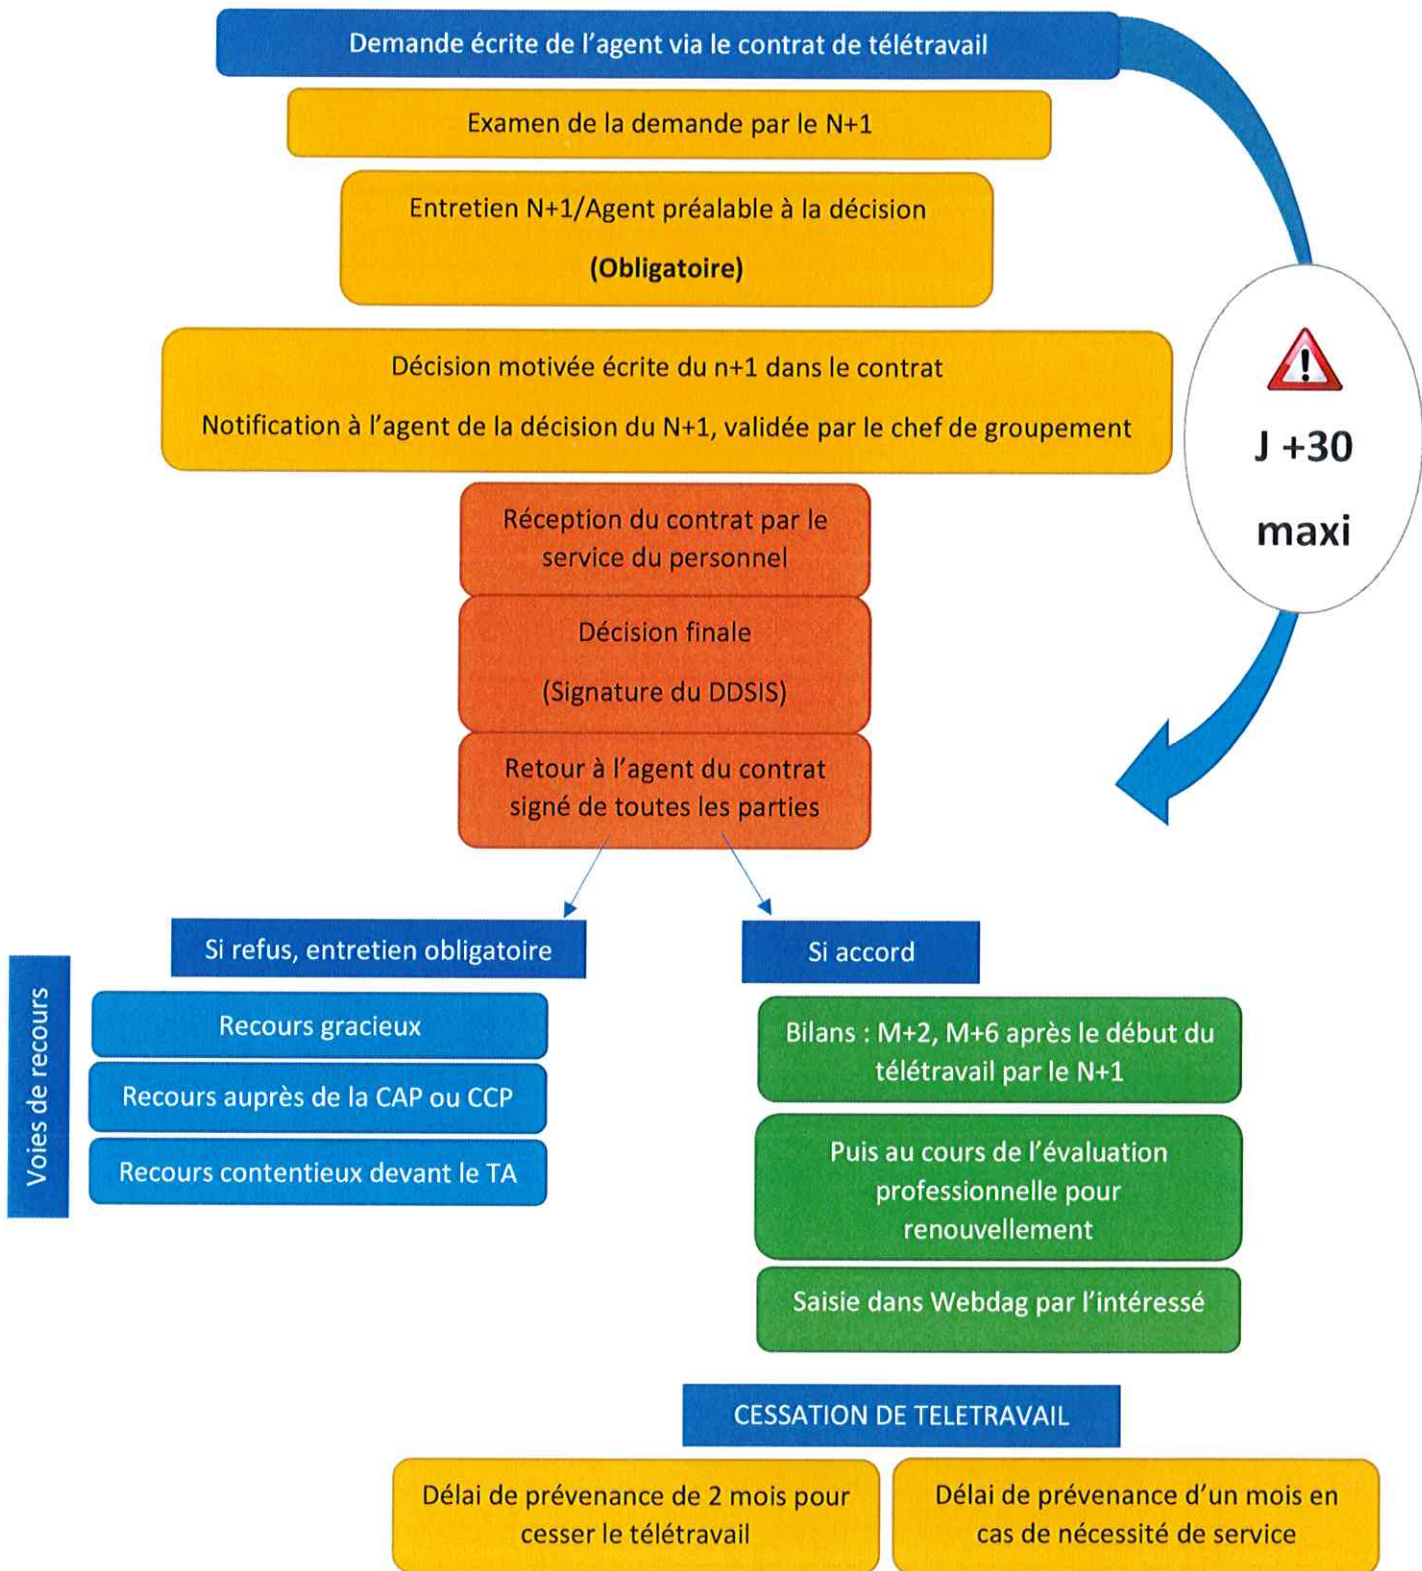 Demande écrite de l'agent via le contrat de télétravail
Examen de la demande par le N+1
Entretien N+1/Agent préalable à la décision
(Obligatoire)
Décision motivée écrite du n+1 dans le contrat
Notification à l'agent de la décision du N+1, validée par le chef de groupement
J +30
maxi
Réception du contrat par le
service du personnel
Décision finale
(Signature du DDSIS)
Retour à l'agent du contrat
signé de toutes les parties
Si refus, entretien obligatoire
Voies de recours
Recours gracieux
Recours auprès de la CAP ou CCP
Recours contentieux devant le TA
Si accord
Bilans : M+2, M+6 après le début du
télétravail par le N+1
Puis au cours de l'évaluation
professionnelle pour
renouvellement
Saisie dans Webdag par l'intéressé
CESSATION DE TELETRAVAIL
Délai de prévenance de 2 mois pour
cesser le télétravail
Délai de prévenance d'un mois en
cas de nécessité de service